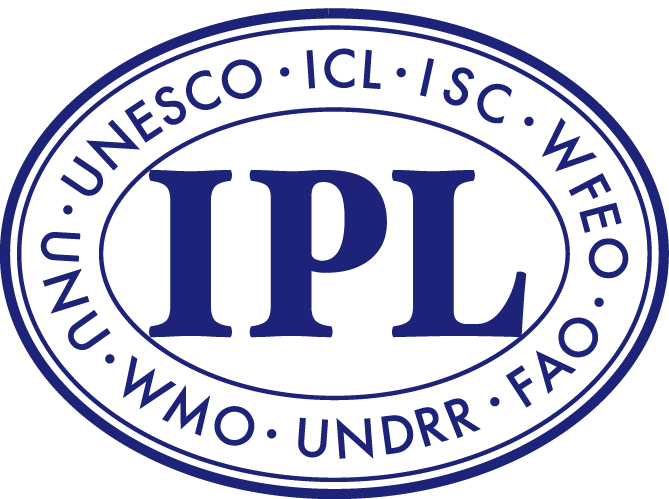 UNESCO · ICL · ISC · WFEO · FAO · UNDRR · WMO · UNU ·
IPL